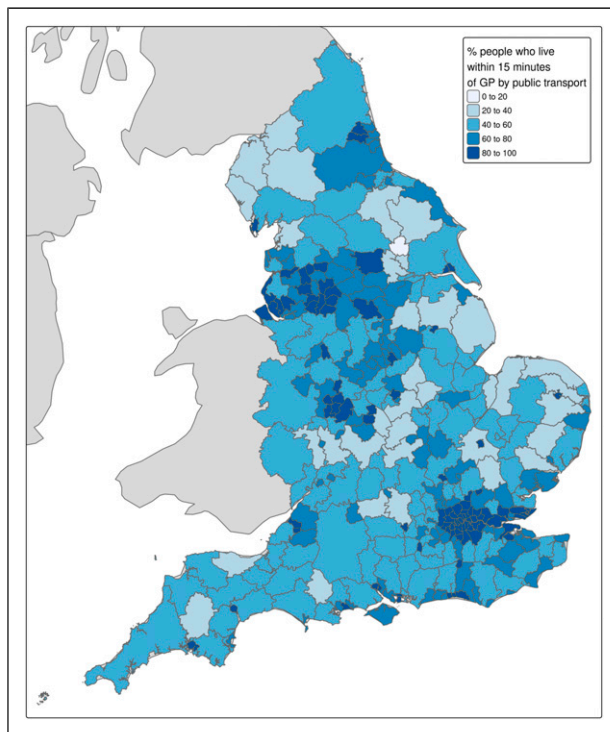 % people who live
within 15 minutes
of GP by public transport
0 to 20
20 to 40
40 to 60
60 to 80
80 to 100